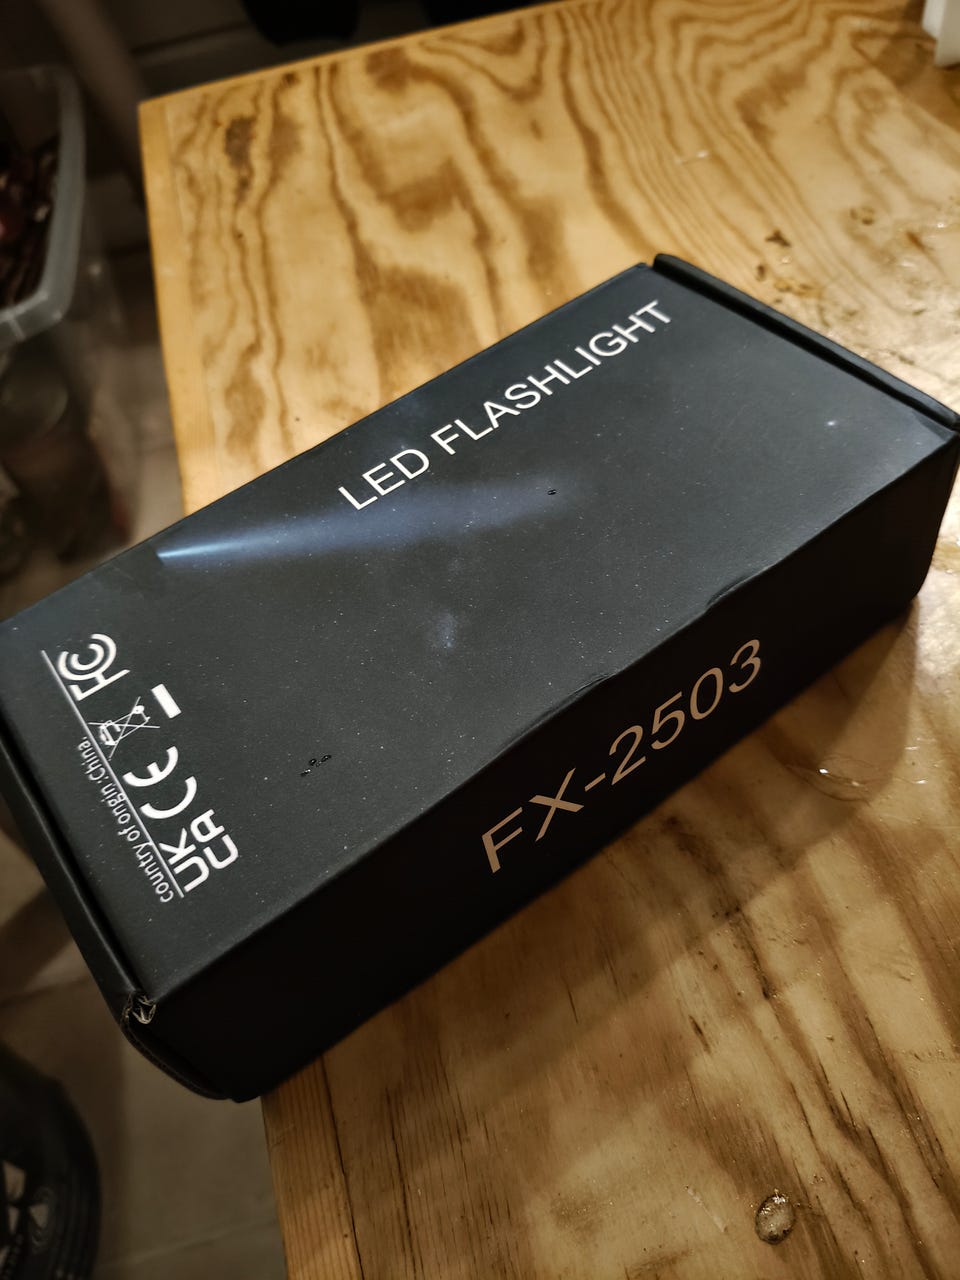 LED FLASHLIGHT
FC
CE
UK
CA
Country of origin:China
FX-2503